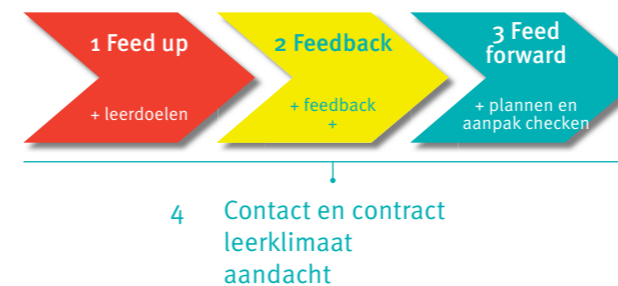 1 Feed up
+ leerdoelen
2 Feedback
+ feedback
+
3 Feed
forward
+ plannen en
aanpak checken
4 Contact en contract
leerklimaat
aandacht